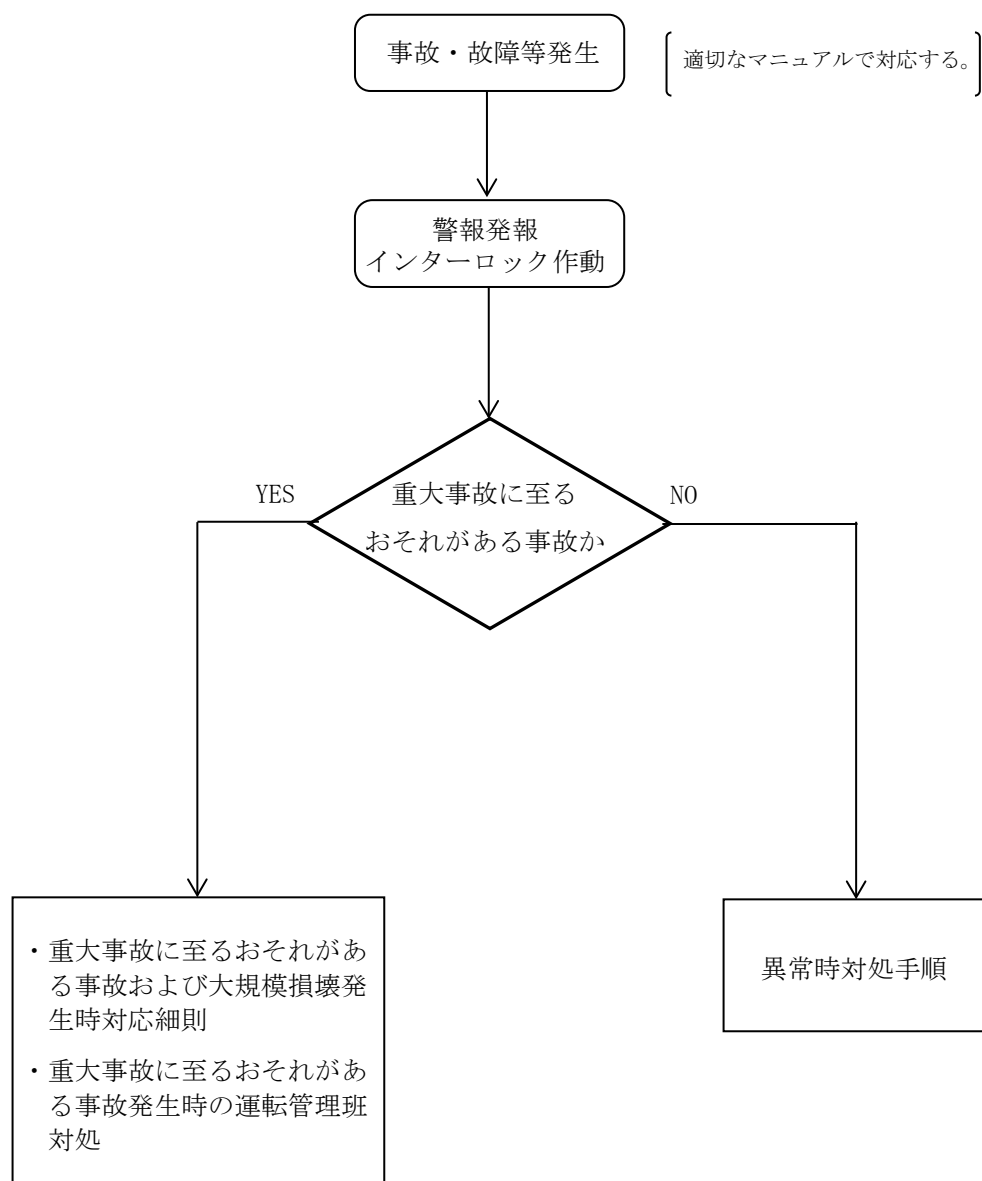 事故・故障等発生
適切なマニュアルで対応する。
警報発報
インターロック作動
YES
重大事故に至る
おそれがある事故か
NO
・重大事故に至るおそれがあ
る事故および大規模損壊発
生時対応細則
・重大事故に至るおそれがあ
る事故発生時の運転管理班
対処
異常時対処手順